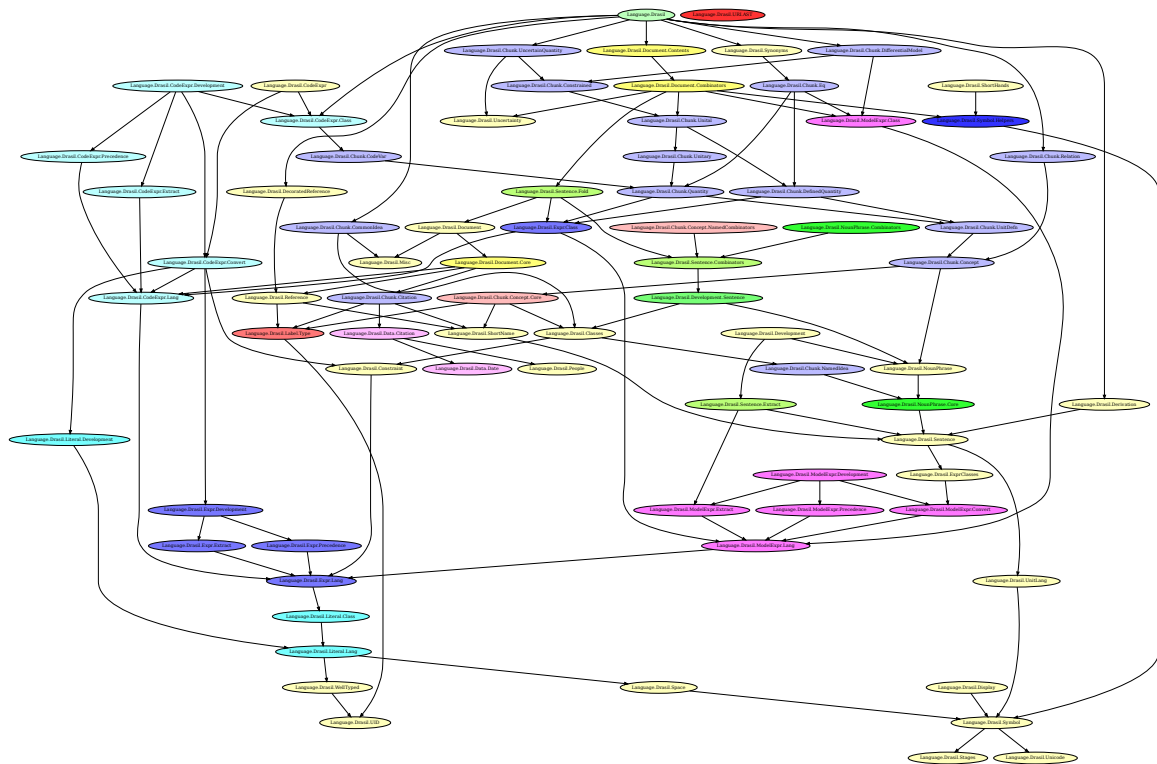 Language.Drasil
Language.Drasil.UID.AST
Language.Drasil.Chunk.UncertainQuantity
Language.Drasil.Document.Contents
Language.Drasil.Synonyms
Language.Drasil.Chunk.DifferentialModel
Language.Drasil.CodeExpr.Development
Language.Drasil.CodeExpr
Language.Drasil.Chunk.Constrained
Language.Drasil.Document.Combinators
Language.Drasil.Chunk.Eq
Language.Drasil.ShortHands
Language.Drasil.CodeExpr.Class
Language.Drasil.Uncertainty
Language.Drasil.Chunk.Unital
Language.Drasil.ModelExpr.Class
Language.Drasil.Symbol.Helpers
Language.Drasil.CodeExpr.Precedence
Language.Drasil.Chunk.CodeVar
Language.Drasil.Chunk.Unitary
Language.Drasil.Chunk.Relation
Language.Drasil.CodeExpr.Extract
Language.Drasil.DecoratedReference
Language.Drasil.Sentence.Fold
Language.Drasil.Chunk.Quantity
Language.Drasil.Chunk.DefinedQuantity
Language.Drasil.Chunk.CommonIdea
Language.Drasil.Document
Language.Drasil.Expr.Class
Language.Drasil.Chunk.Concept.NamedCombinators
Language.Drasil.NounPhrase.Combinators
Language.Drasil.Chunk.UnitDefn
Language.Drasil.CodeExpr.Convert
Language.Drasil.Misc
Language.Drasil.Document.Core
Language.Drasil.Sentence.Combinators
Language.Drasil.Chunk.Concept
Language.Drasil.CodeExpr.Lang
Language.Drasil.Reference
Language.Drasil.Chunk.Citation
Language.Drasil.Chunk.Concept.Core
Language.Drasil.Development.Sentence
Language.Drasil.Label.Type
Language.Drasil.Data.Citation
Language.Drasil.ShortName
Language.Drasil.Classes
Language.Drasil.Development
Language.Drasil.Constraint
Language.Drasil.Data.Date
Language.Drasil.People
Language.Drasil.Chunk.NamedIdea
Language.Drasil.NounPhrase
Language.Drasil.Sentence.Extract
Language.Drasil.NounPhrase.Core
Language.Drasil.Derivation
Language.Drasil.Literal.Development
Language.Drasil.Sentence
Language.Drasil.ModelExpr.Development
Language.Drasil.ExprClasses
Language.Drasil.Expr.Development
Language.Drasil.ModelExpr.Extract
Language.Drasil.ModelExpr.Precedence
Language.Drasil.ModelExpr.Convert
Language.Drasil.Expr.Extract
Language.Drasil.Expr.Precedence
Language.Drasil.ModelExpr.Lang
Language.Drasil.Expr.Lang
Language.Drasil.UnitLang
Language.Drasil.Literal.Class
Language.Drasil.Literal.Lang
Language.Drasil.WellTyped
Language.Drasil.Space
Language.Drasil.Display
Language.Drasil.UID
Language.Drasil.Symbol
Language.Drasil.Stages
Language.Drasil.Unicode